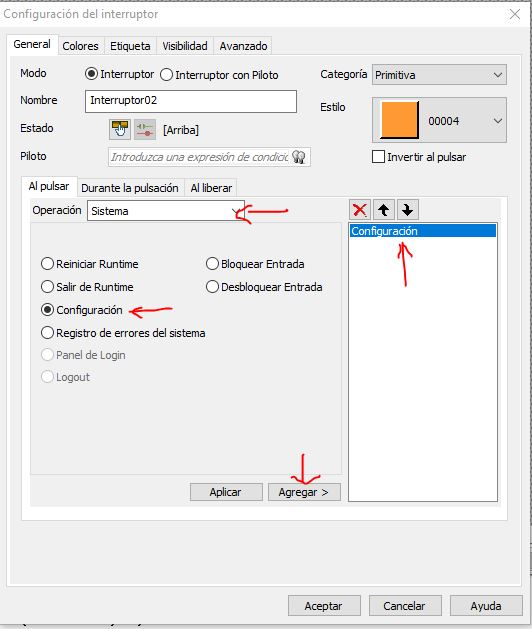 Configuración del interruptor
General Colores Etiqueta Visibilidad Avanzado
Modo Interruptor Interruptor con Piloto Categoría Primitiva
Nombre Interruptor02
Estilo 00004
Estado [Arriba]
Piloto Introduzca una expresión de condició Invertir al pulsar
Al pulsar Durante la pulsación Al liberar
Operación Sistema
Configuración
Reiniciar Runtime Bloquear Entrada
Salir de Runtime Desbloquear Entrada
Configuración
Registro de errores del sistema
Panel de Login
Logout
Aplicar Agregar >
Aceptar Cancelar Ayuda